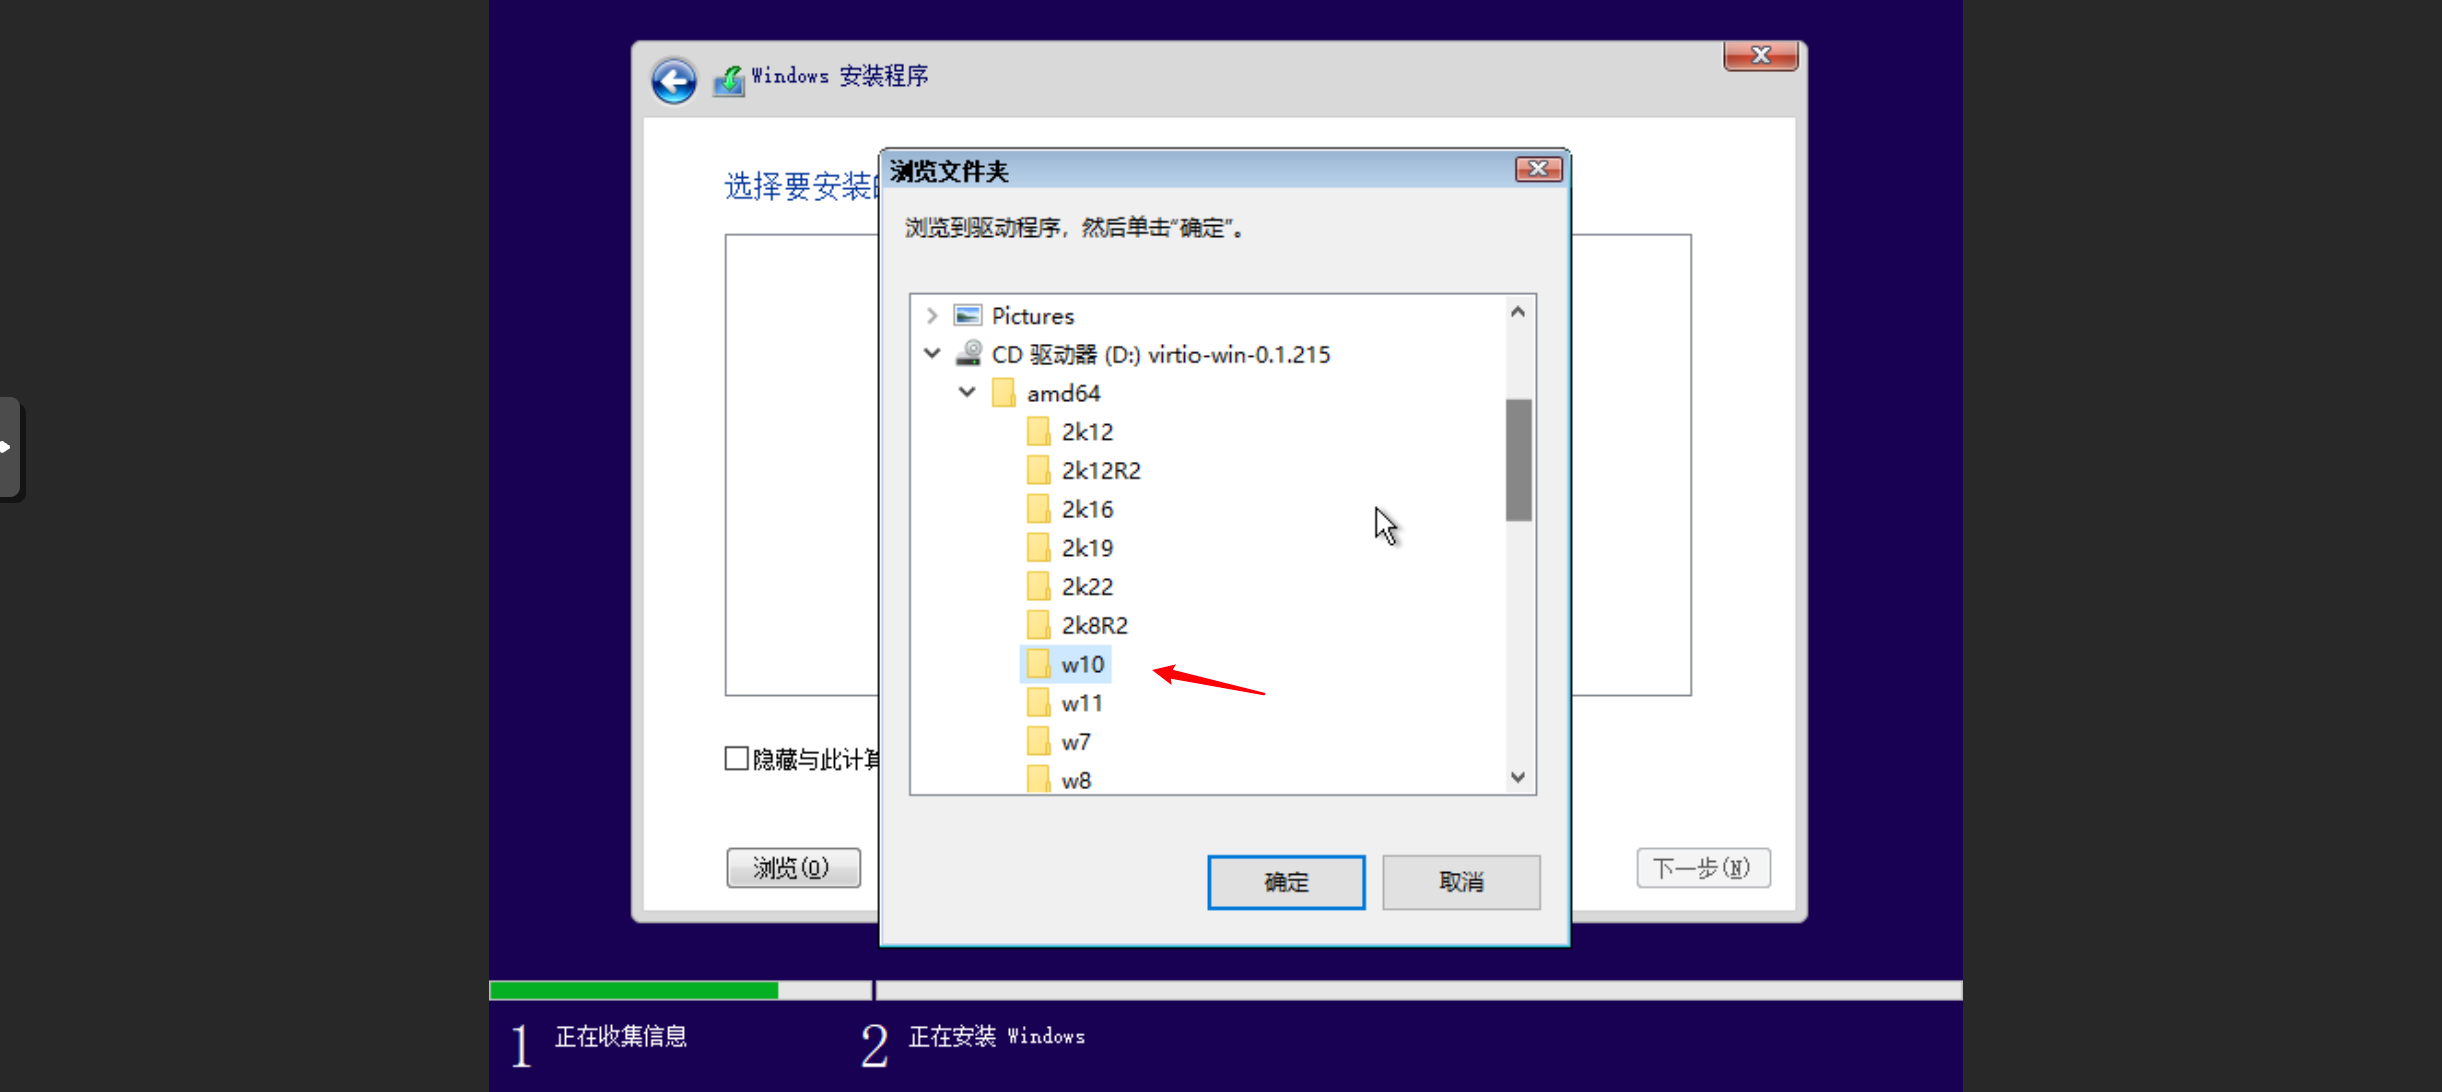 Windows 安装程序
选择要安装
浏览文件夹
浏览到驱动程序，然后单击“确定”。
Pictures
CD 驱动器 (D:) virtio-win-0.1.215
amd64
2k12
2k12R2
2k16
2k19
2k22
2k8R2
w10
w11
w7
w8
隐藏与此计算
浏览(O)
确定
取消
下一步(N)
1 正在收集信息
2 正在安装 Windows